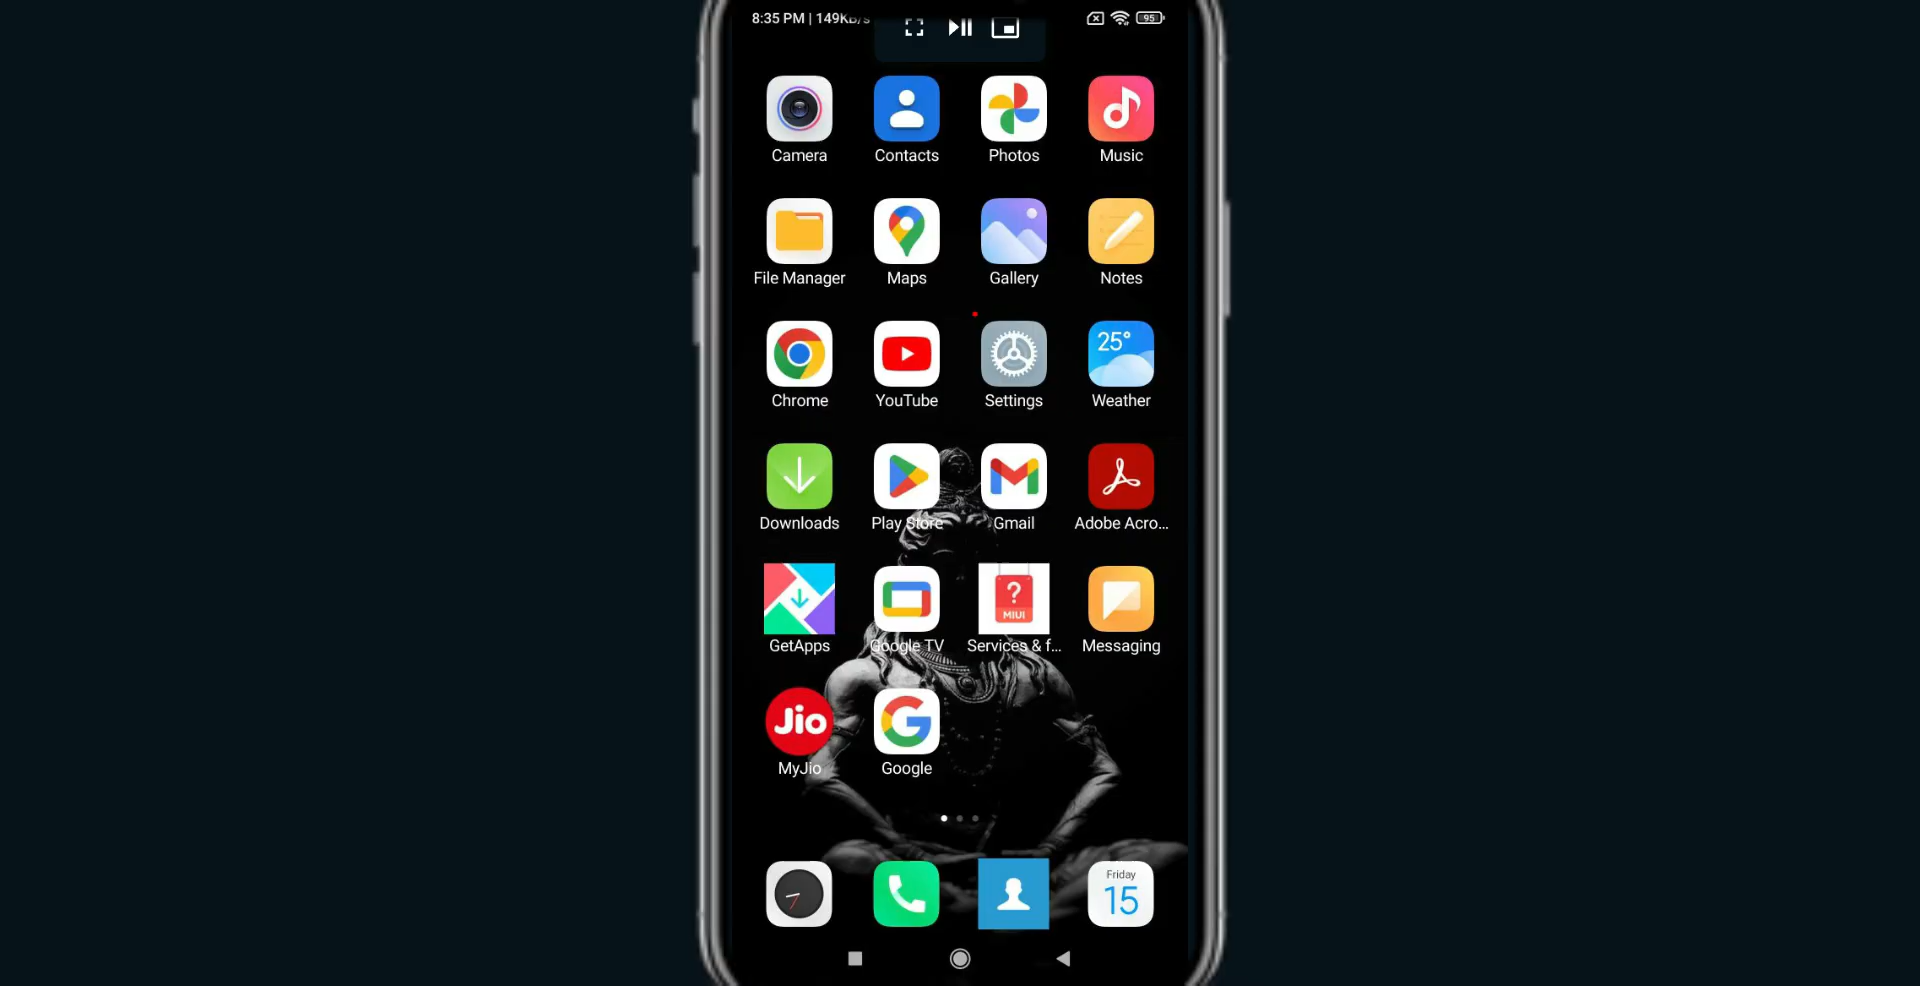 8:35 PM | 149KB/s
95
Camera
Contacts
Photos
Music
File Manager
Maps
Gallery
Notes
25°
Chrome
YouTube
Settings
Weather
Downloads
Play Store
Gmail
Adobe Acro...
?
MIUI
GetApps
Google TV
Services & f...
Messaging
Jio
G
MyJio
Google
Friday
15